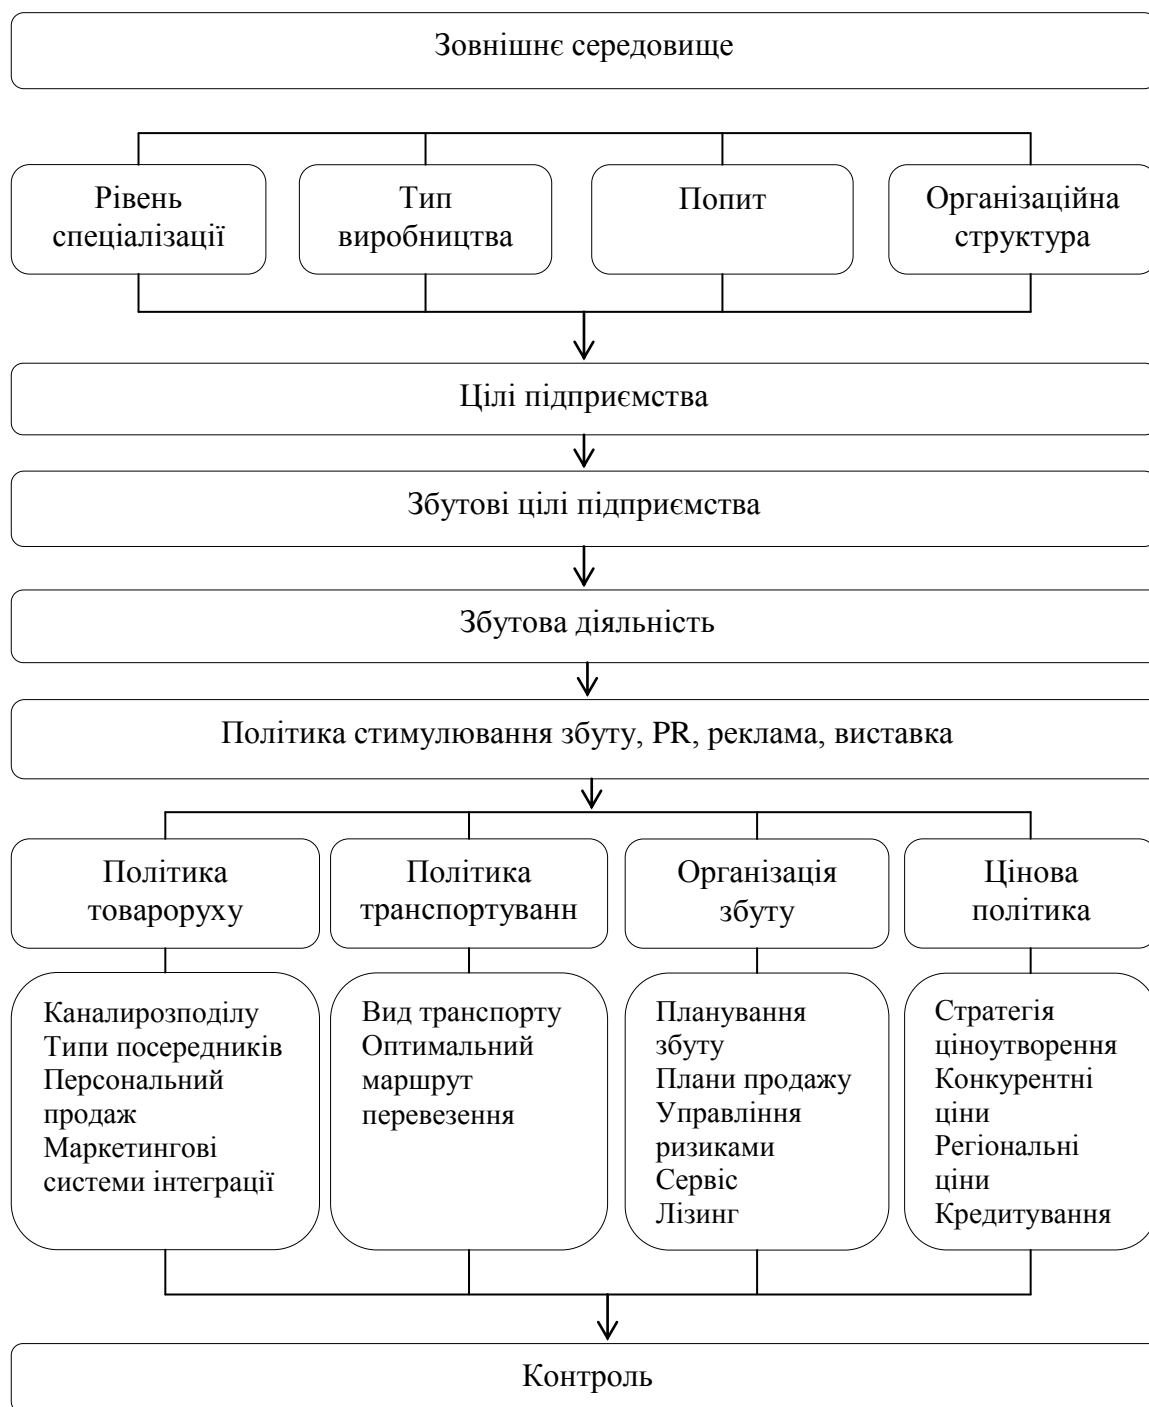 Зовнішнє середовище
Рівень
спеціалізації
Тип
виробництва
Попит
Організаційна
структура
Цілі підприємства
Збутові цілі підприємства
Збутова діяльність
Політика стимулювання збуту, PR, реклама, виставка
Політика
товароруху
Політика
транспортуванн
Організація
збуту
Цінова
політика
Каналирозподілу
Типи посередників
Персональний
продаж
Маркетингові
системи інтеграції
Вид транспорту
Оптимальний
маршрут
перевезення
Планування
збуту
Плани продажу
Управління
ризиками
Сервіс
Лізинг
Стратегія
ціноутворення
Конкурентні
ціни
Регіональні
ціни
Кредитування
Контроль